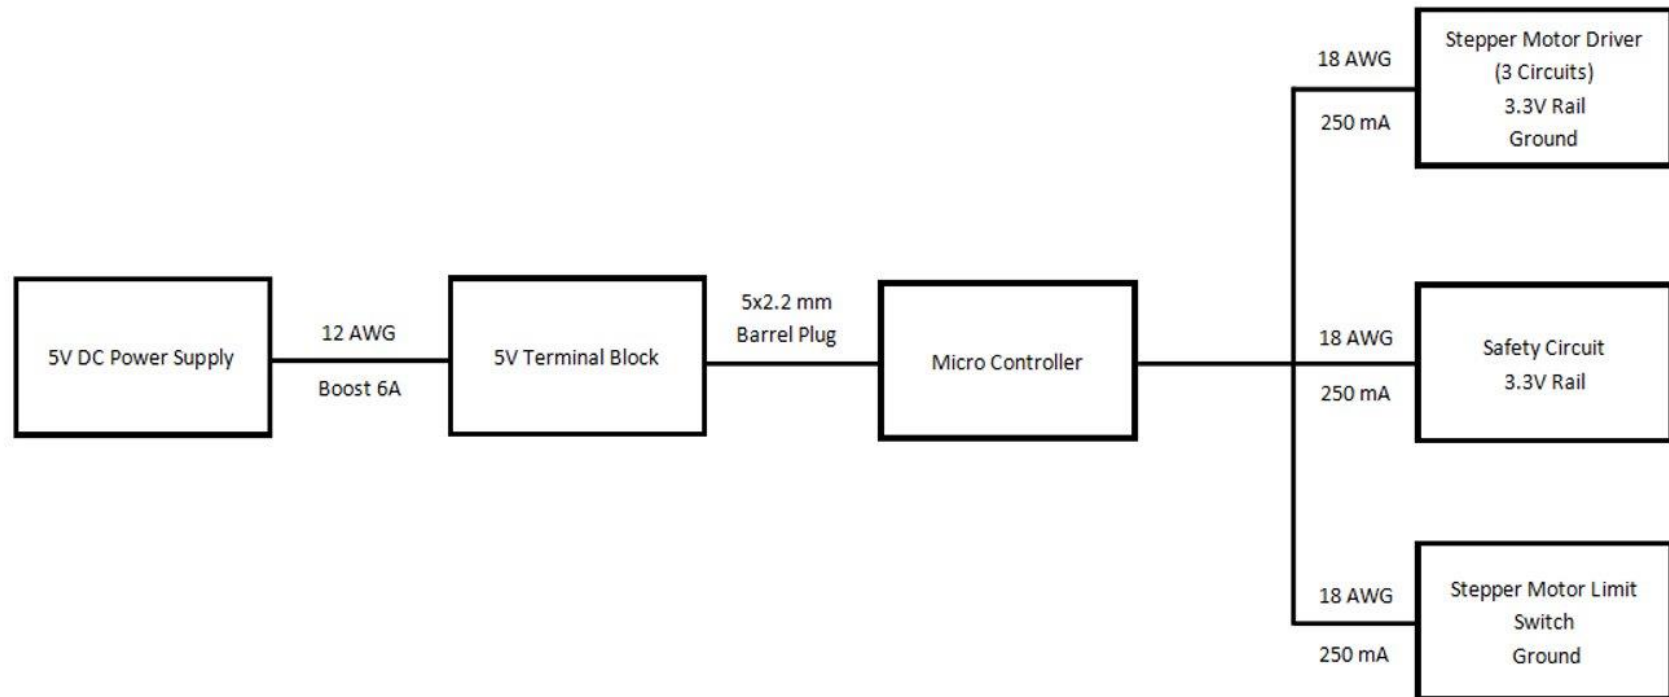 5V DC Power Supply
12 AWG
Boost 6A
5V Terminal Block
5x2.2 mm
Barrel Plug
Micro Controller
18 AWG
250 mA
Stepper Motor Driver
(3 Circuits)
3.3V Rail
Ground
18 AWG
250 mA
Safety Circuit
3.3V Rail
18 AWG
250 mA
Stepper Motor Limit
Switch
Ground